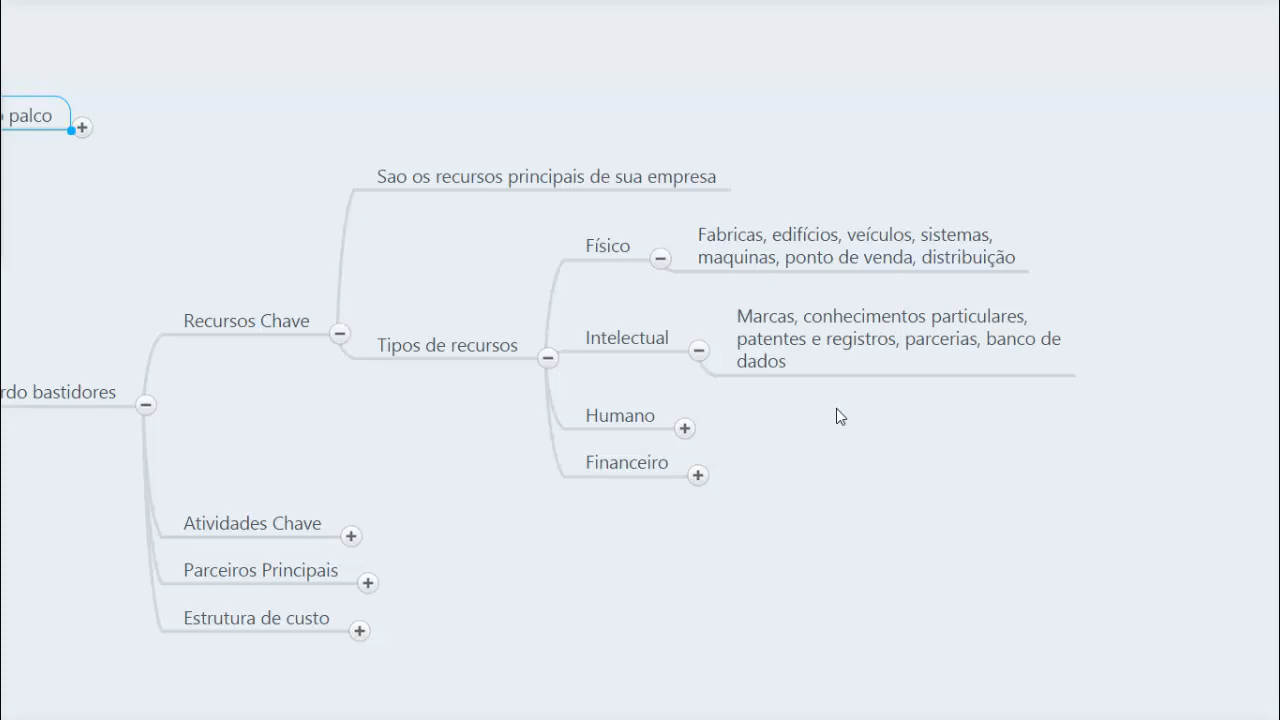 palco
Sao os recursos principais de sua empresa
Físico
Fabricas, edifícios, veículos, sistemas,
maquinas, ponto de venda, distribuição
Recursos Chave
Tipos de recursos
Intelectual
Marcas, conhecimentos particulares,
patentes e registros, parcerias, banco de
dados
bastidores
Humano
Financeiro
Atividades Chave
Parceiros Principais
Estrutura de custo